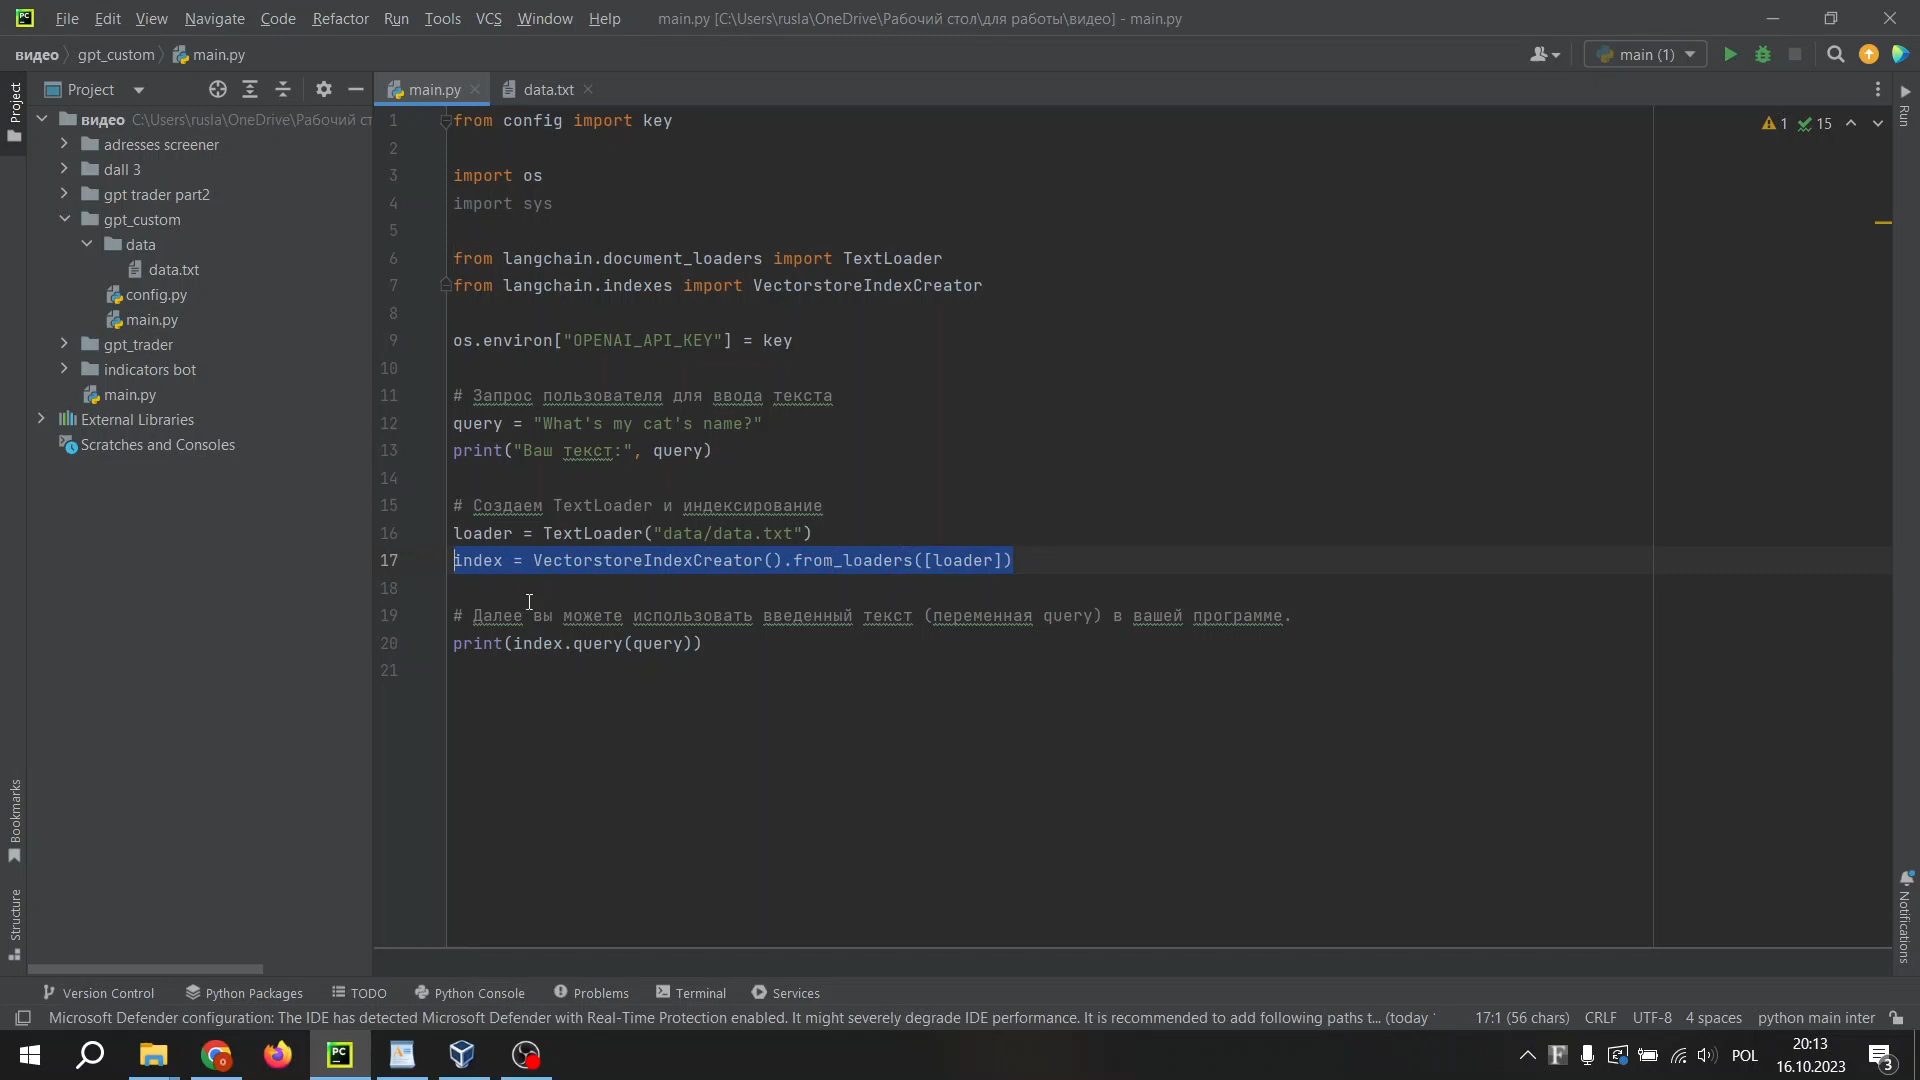 PC File Edit View Navigate Code Refactor Run Tools VCS Window Help main.py [C:\Users\rusla\OneDrive\Рабочий стол\для работы\видео] - main.py
видео gpt_custom main.py main (1)
Project Project main.py data.txt Run
видео C:\Users\rusla\OneDrive\Рабочий ст
adresses screener
dall 3
gpt trader part2
gpt_custom
data
data.txt
config.py
main.py
gpt_trader
indicators bot
main.py
External Libraries
Scratches and Consoles
1 from config import key
2
3 import os
4 import sys
5
6 from langchain.document_loaders import TextLoader
7 from langchain.indexes import VectorstoreIndexCreator
8
9 os.environ["OPENAI_API_KEY"] = key
10
11 # Запрос пользователя для ввода текста
12 query = "What's my cat's name?"
13 print("Ваш текст:", query)
14
15 # Создаем TextLoader и индексирование
16 loader = TextLoader("data/data.txt")
17 index = VectorstoreIndexCreator().from_loaders([loader])
18
19 # Далее вы можете использовать введенный текст (переменная query) в вашей программе.
20 print(index.query(query))
21
1 15
Bookmarks
Structure
Notifications
Version Control Python Packages TODO Python Console Problems Terminal Services
Microsoft Defender configuration: The IDE has detected Microsoft Defender with Real-Time Protection enabled. It might severely degrade IDE performance. It is recommended to add following paths t... (today 17:1 (56 chars) CRLF UTF-8 4 spaces python main inter
PC F POL 20:13
16.10.2023 3